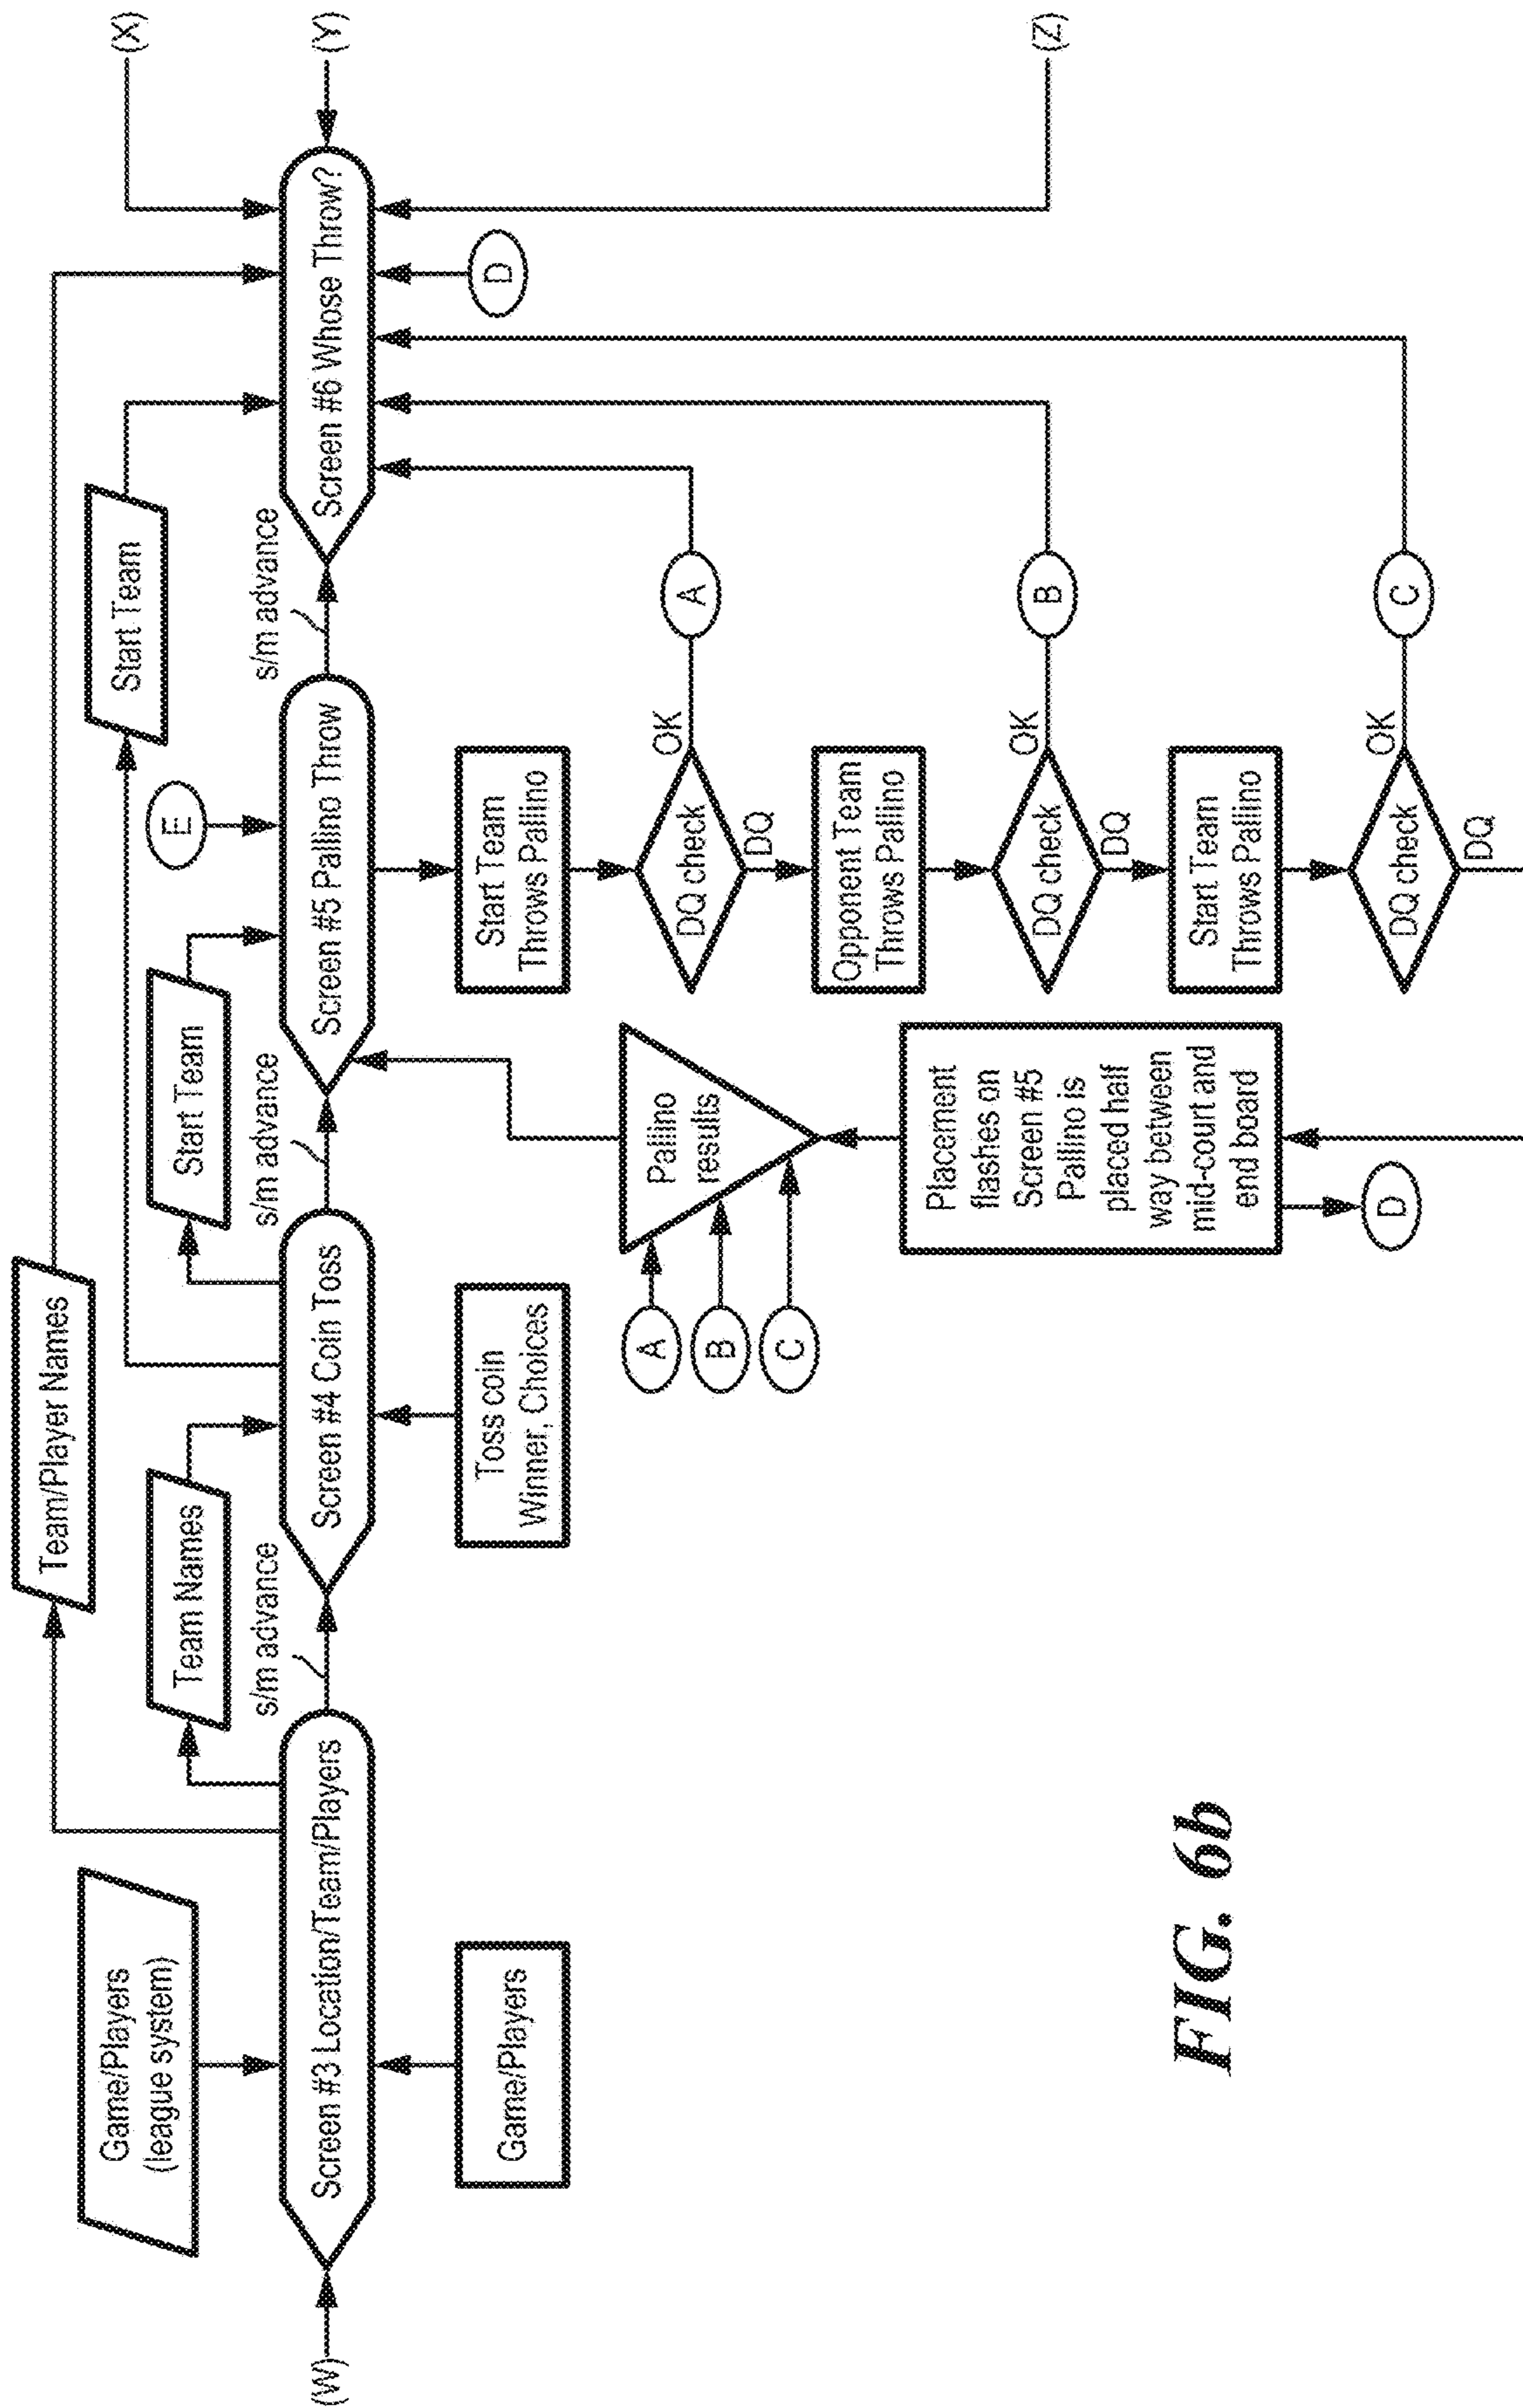 Team/Player Names
Game/Players
(league system)
Team Names
Start Team
Start Team
(X)
E
(W)
Screen #3 Location/Team/Players
s/m advance
Screen #4 Coin Toss
s/m advance
Screen #5 Pallino Throw
s/m advance
Screen #6 Whose Throw?
(Y)
Game/Players
Toss coin
Winner, Choices
Start Team
Throws Pallino
D
A
B
C
Pallino
results
DQ check
OK
A
DQ
Opponent Team
Throws Pallino
Placement
flashes on
Screen #5
Pallino is
placed half
way between
mid-court and
end board
DQ check
OK
B
(Z)
DQ
Start Team
Throws Pallino
D
DQ check
OK
C
DQ
FIG. 6b